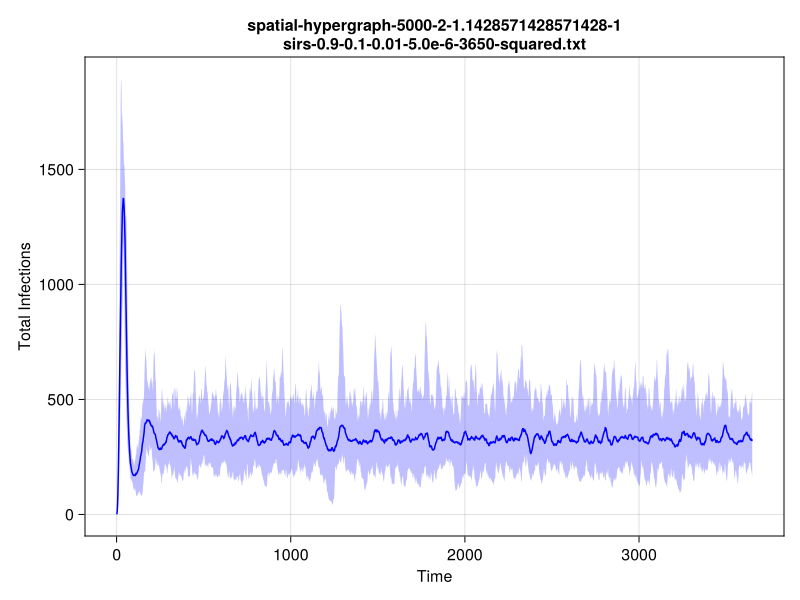 spatial-hypergraph-5000-2-1.1428571428571428-1
sirs-0.9-0.1-0.01-5.0e-6-3650-squared.txt
Total Infections
1500
1000
500
0
0
1000
2000
3000
Time